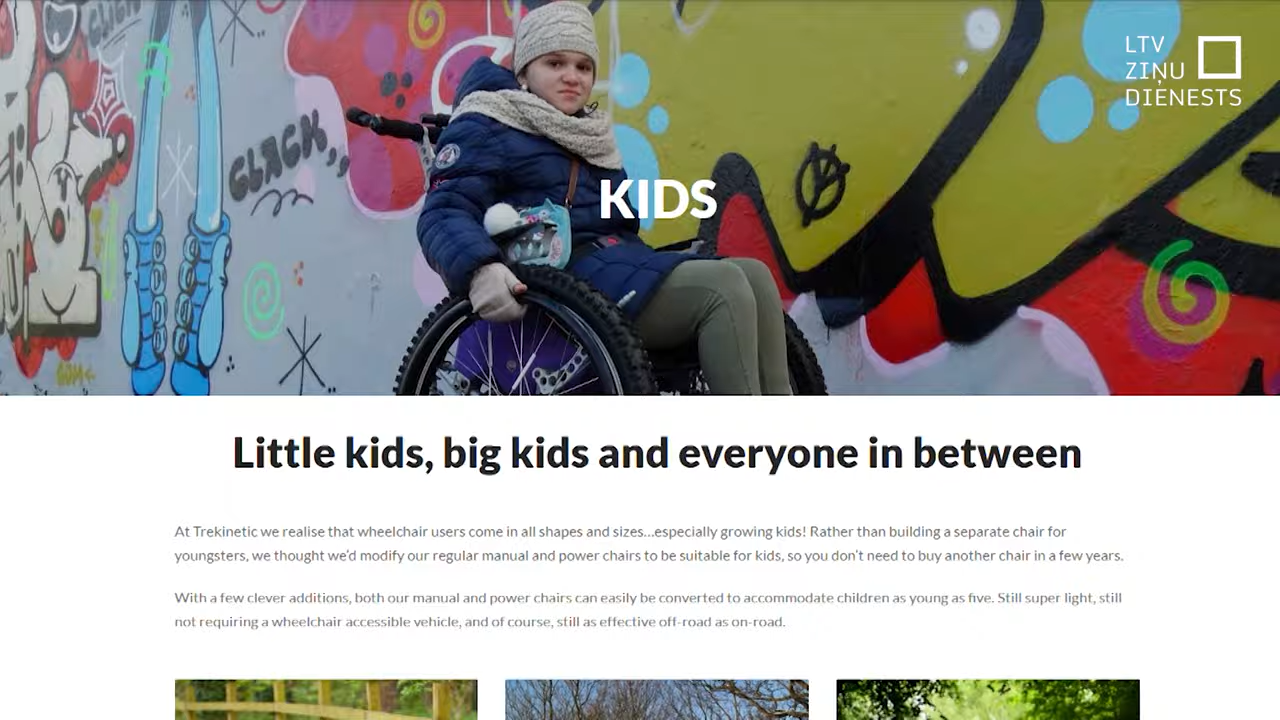 LTV
ZIŅU
DIENESTS
CLACK,,
KIDS
Little kids, big kids and everyone in between
At Trekinetic we realise that wheelchair users come in all shapes and sizes...especially growing kids! Rather than building a separate chair for
youngsters, we thought we'd modify our regular manual and power chairs to be suitable for kids, so you don't need to buy another chair in a few years.
With a few clever additions, both our manual and power chairs can easily be converted to accommodate children as young as five. Still super light, still
not requiring a wheelchair accessible vehicle, and of course, still as effective off-road as on-road.